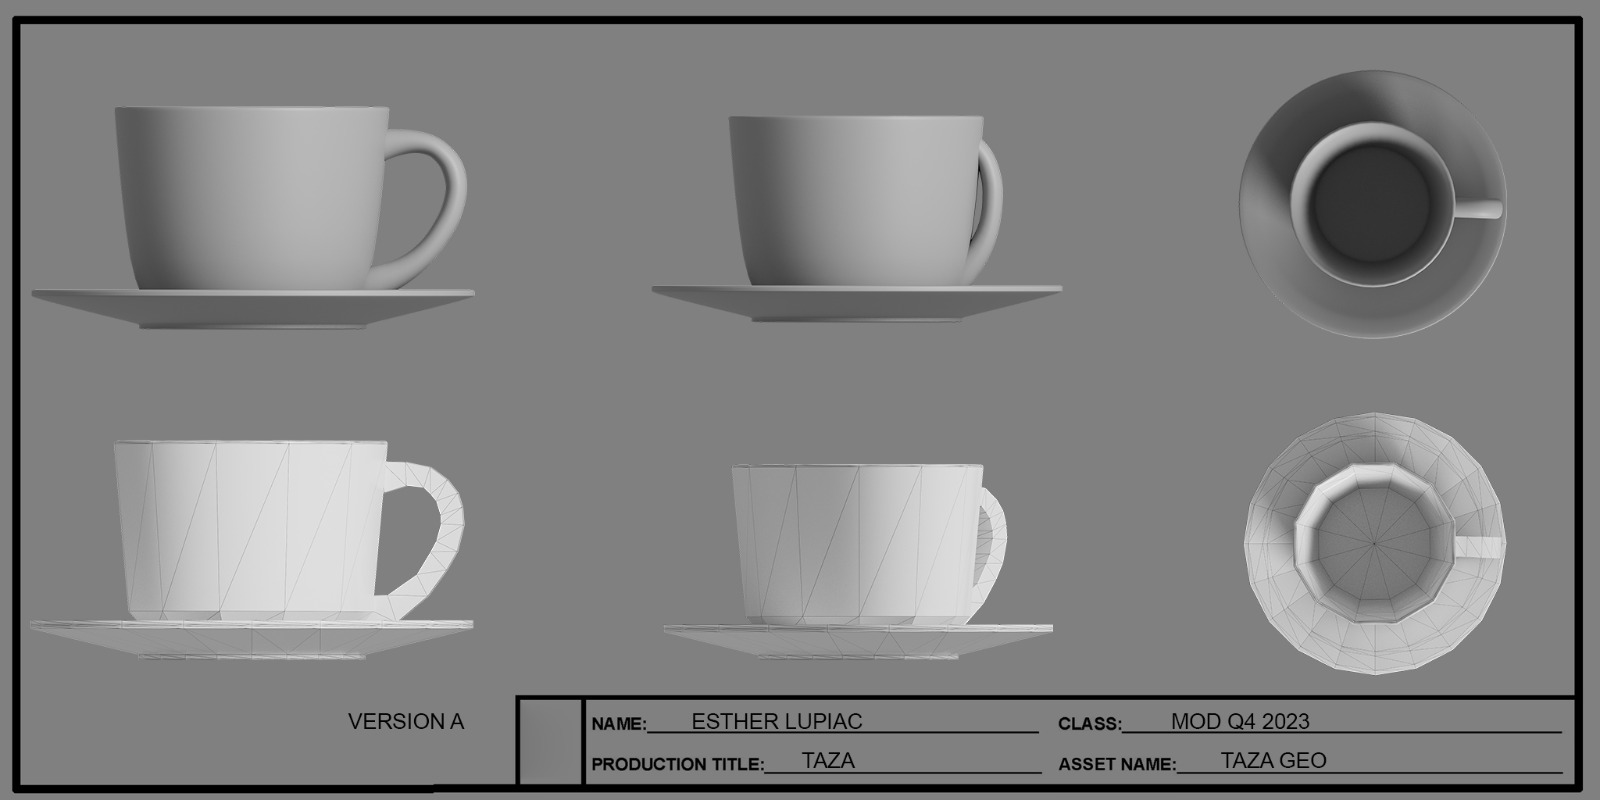 VERSION A
NAME: ESTHER LUPIAC CLASS: MOD Q4 2023
PRODUCTION TITLE: TAZA ASSET NAME: TAZA GEO